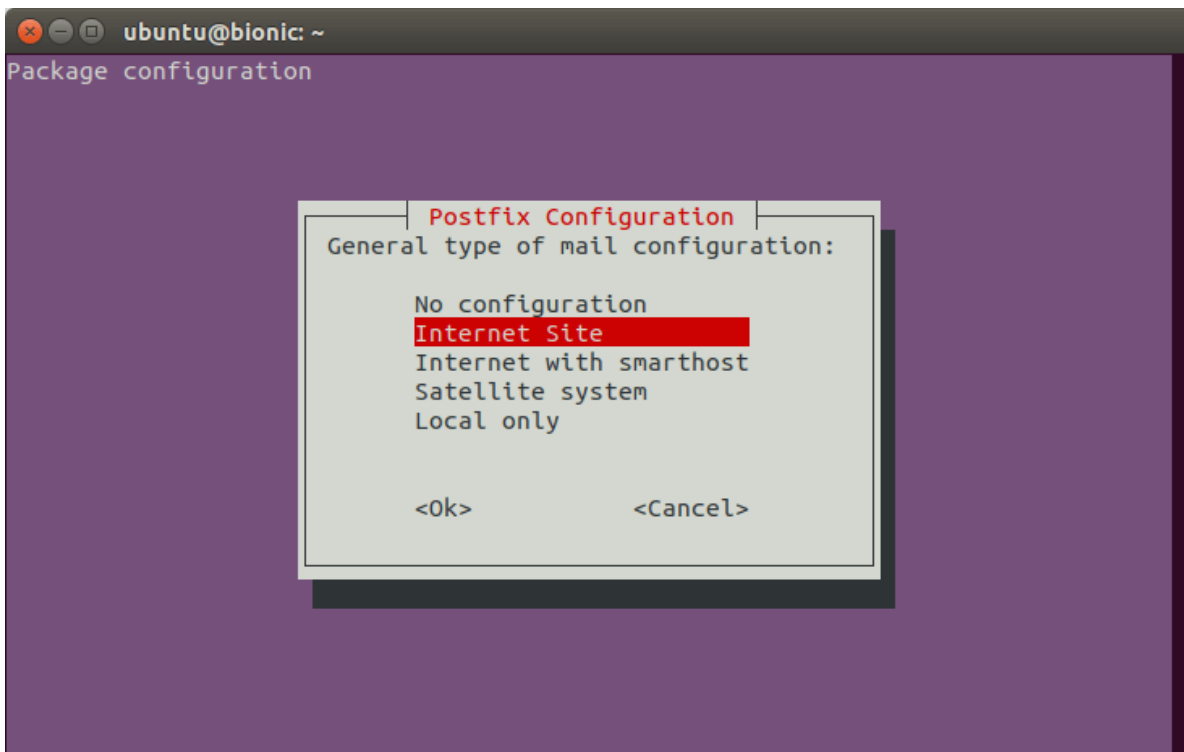 ubuntu@bionic: ~
Package configuration
Postfix Configuration
General type of mail configuration:
No configuration
Internet Site
Internet with smarthost
Satellite system
Local only
<Ok> <Cancel>